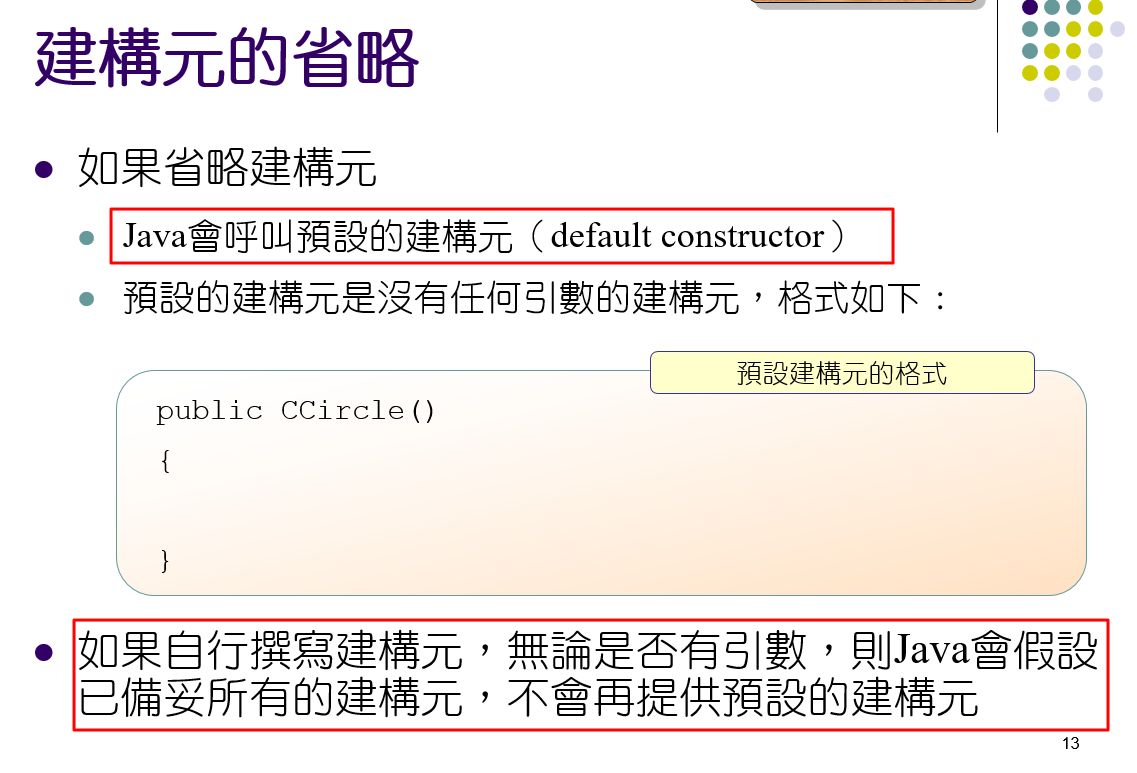 建構元的省略
如果省略建構元
Java會呼叫預設的建構元（default constructor）
預設的建構元是沒有任何引數的建構元，格式如下：
預設建構元的格式
public CCircle()
{
}
如果自行撰寫建構元，無論是否有引數，則Java會假設
已備妥所有的建構元，不會再提供預設的建構元
13